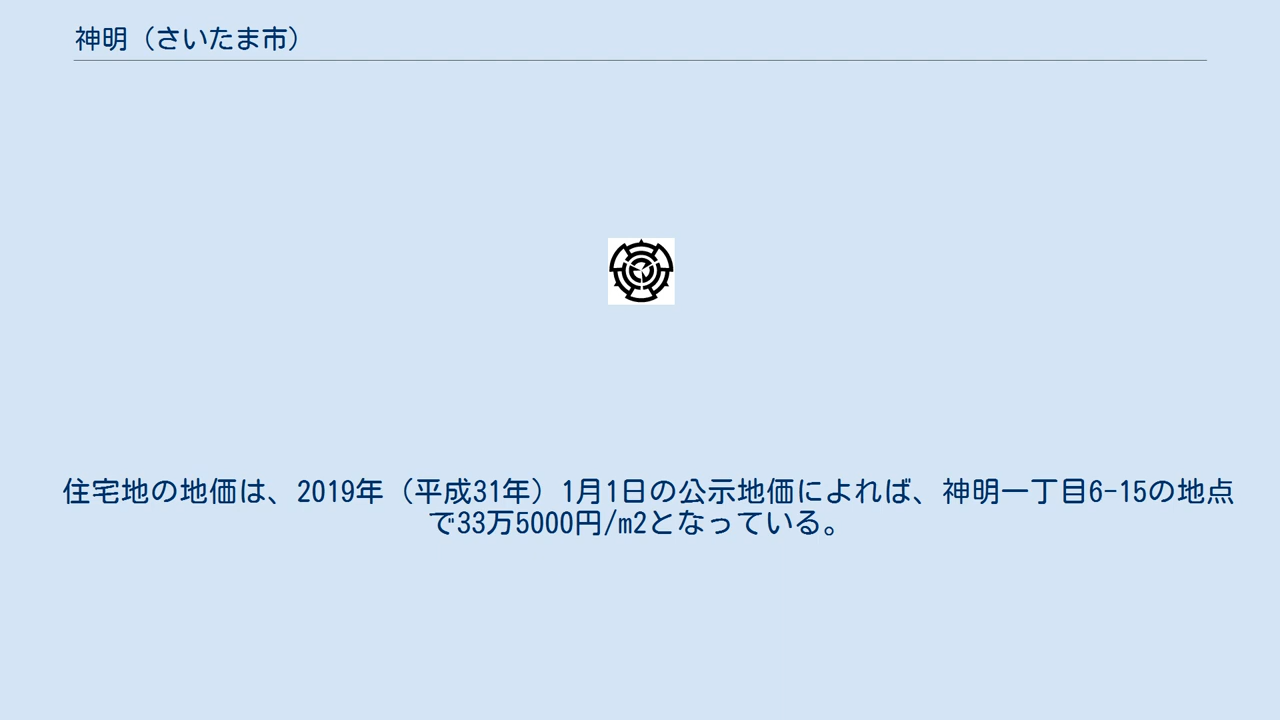 神明（さいたま市）
住宅地の地価は、2019年（平成31年）1月1日の公示地価によれば、神明一丁目6-15の地点
で33万5000円/m2となっている。